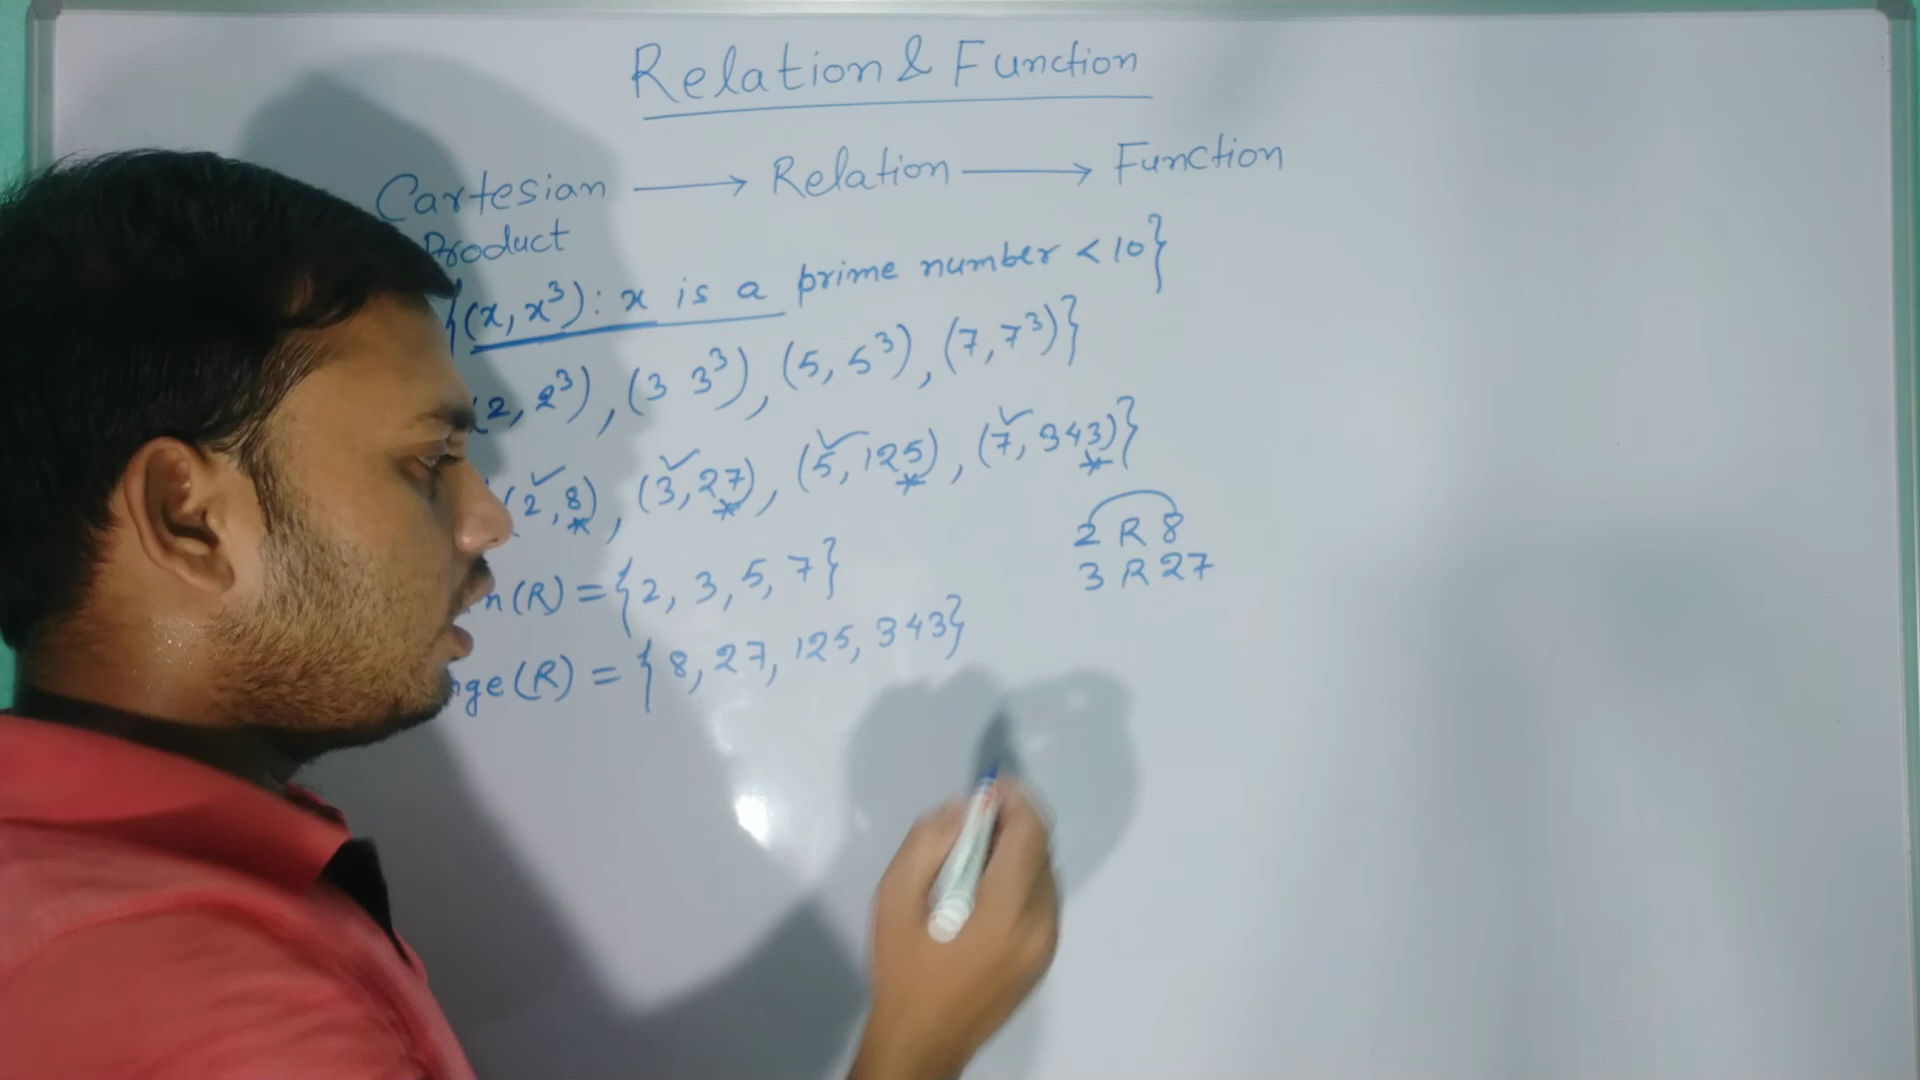 Relation & Function
Cartesian → Relation → Function
Product
{(x, x³): x is a prime number < 10}
(2, 2³), (3 3³), (5, 5³), (7, 7³)}
(2, 8), (3, 27), (5, 125), (7, 343)}
2 R 8
3 R 27
n(R) = {2, 3, 5, 7}
nge(R) = {8, 27, 125, 343}